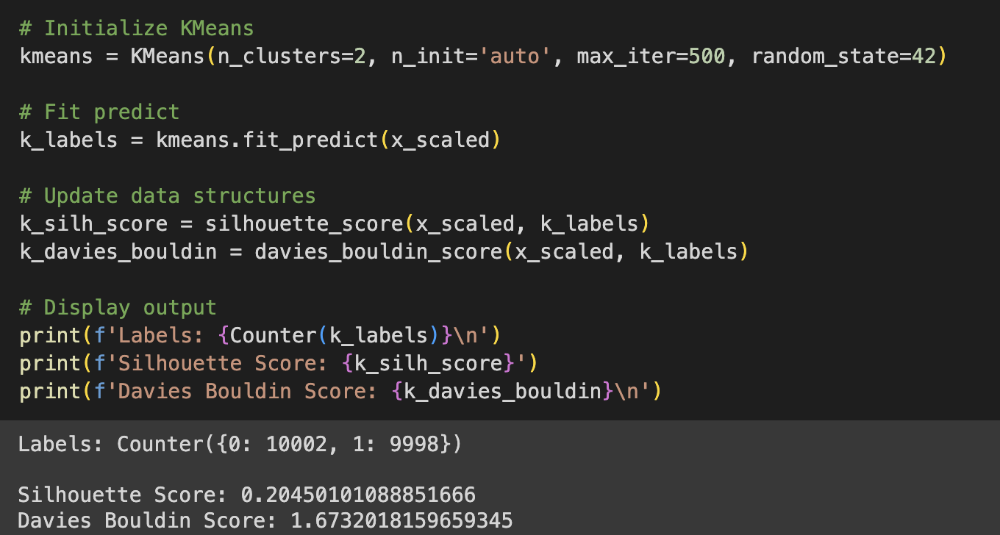 # Initialize KMeans
kmeans = KMeans(n_clusters=2, n_init='auto', max_iter=500, random_state=42)
# Fit predict
k_labels = kmeans.fit_predict(x_scaled)
# Update data structures
k_silh_score = silhouette_score(x_scaled, k_labels)
k_davies_bouldin = davies_bouldin_score(x_scaled, k_labels)
# Display output
print(f'Labels: {Counter(k_labels)}\n')
print(f'Silhouette Score: {k_silh_score}')
print(f'Davies Bouldin Score: {k_davies_bouldin}\n')
Labels: Counter({0: 10002, 1: 9998})
Silhouette Score: 0.20450101088851666
Davies Bouldin Score: 1.6732018159659345